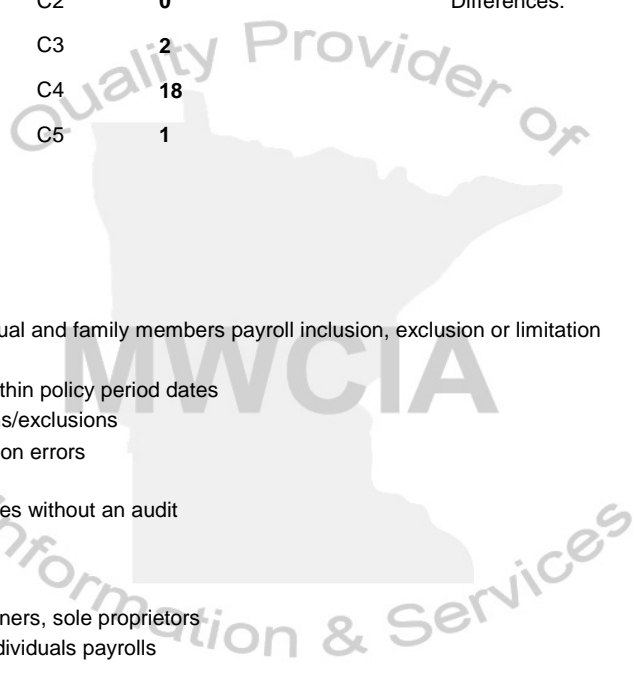 C2 0 Differences:
C3 2
C4 18
C5 1
Quality Provider of
ual and family members payroll inclusion, exclusion or limitation
MWCIA
thin policy period dates
s/exclusions
on errors
es without an audit
Information & Services
ners, sole proprietors
dividuals payrolls